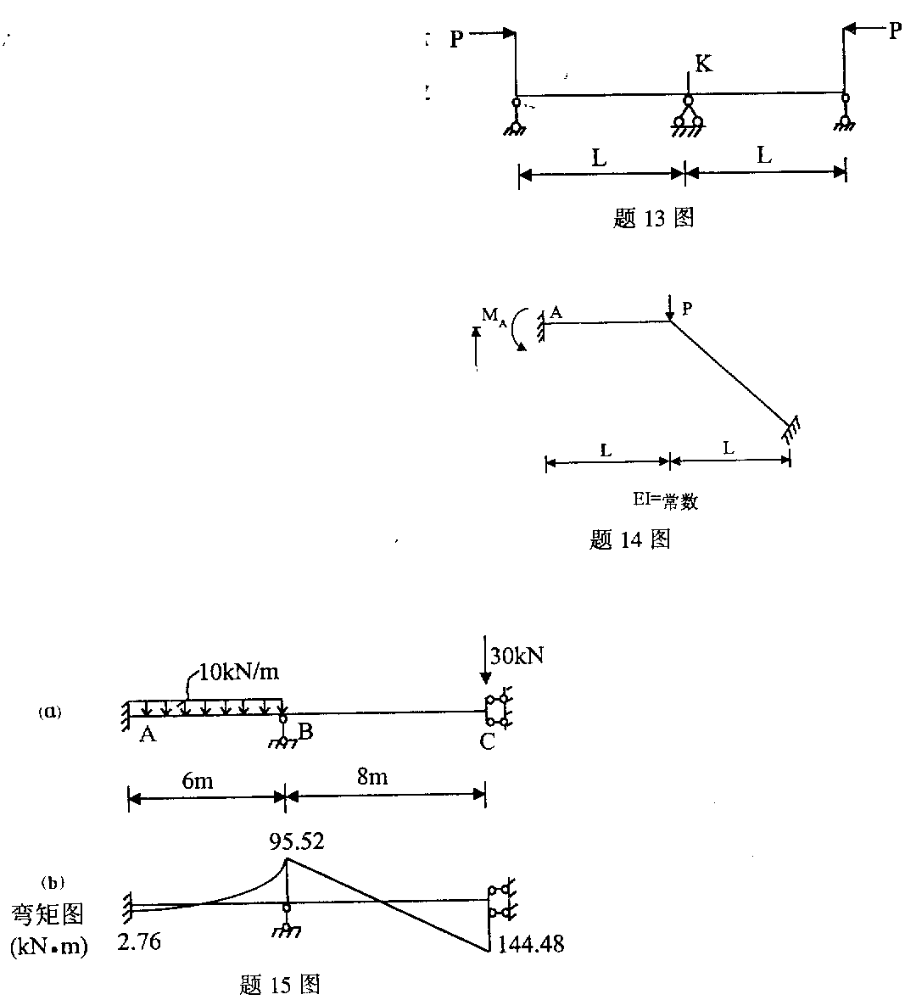 P
P
K
L
L
题 13 图
M_A
A
P
L
L
EI=常数
题 14 图
10kN/m
30kN
(a)
A
B
C
6m
8m
95.52
(b)
弯矩图
(kN•m)
2.76
144.48
题 15 图